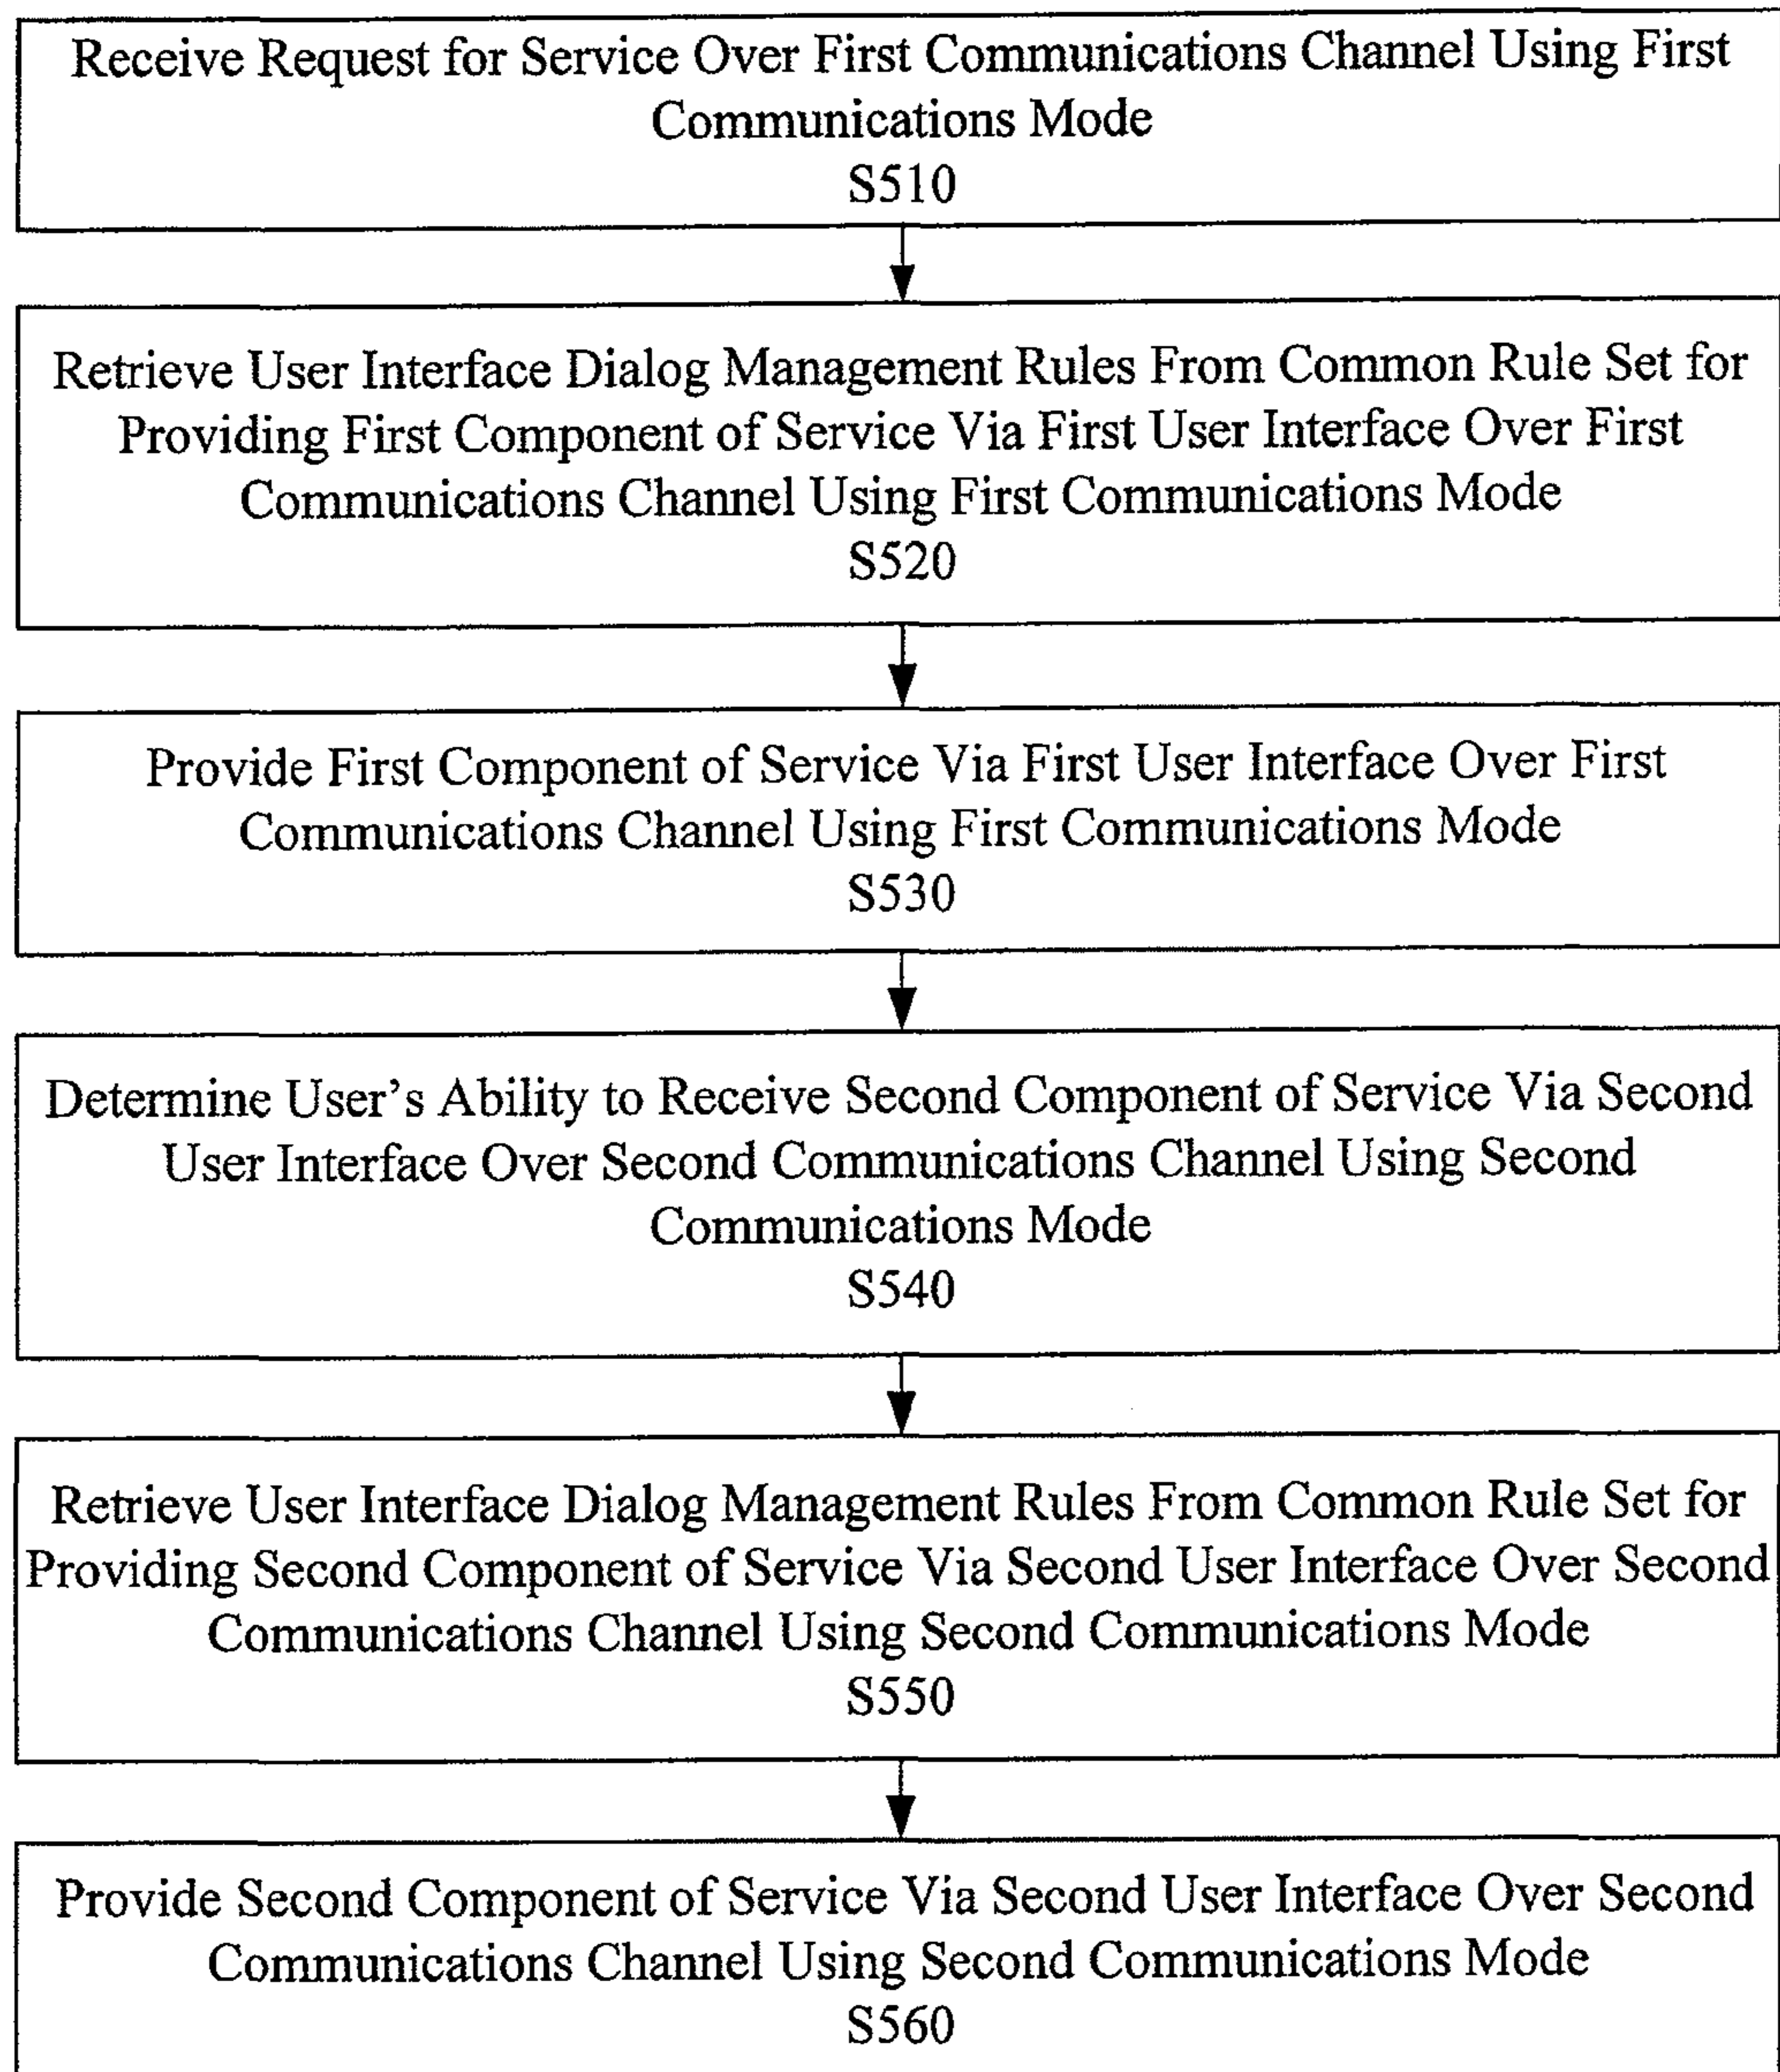 Receive Request for Service Over First Communications Channel Using First
Communications Mode
S510
Retrieve User Interface Dialog Management Rules From Common Rule Set for
Providing First Component of Service Via First User Interface Over First
Communications Channel Using First Communications Mode
S520
Provide First Component of Service Via First User Interface Over First
Communications Channel Using First Communications Mode
S530
Determine User's Ability to Receive Second Component of Service Via Second
User Interface Over Second Communications Channel Using Second
Communications Mode
S540
Retrieve User Interface Dialog Management Rules From Common Rule Set for
Providing Second Component of Service Via Second User Interface Over Second
Communications Channel Using Second Communications Mode
S550
Provide Second Component of Service Via Second User Interface Over Second
Communications Channel Using Second Communications Mode
S560